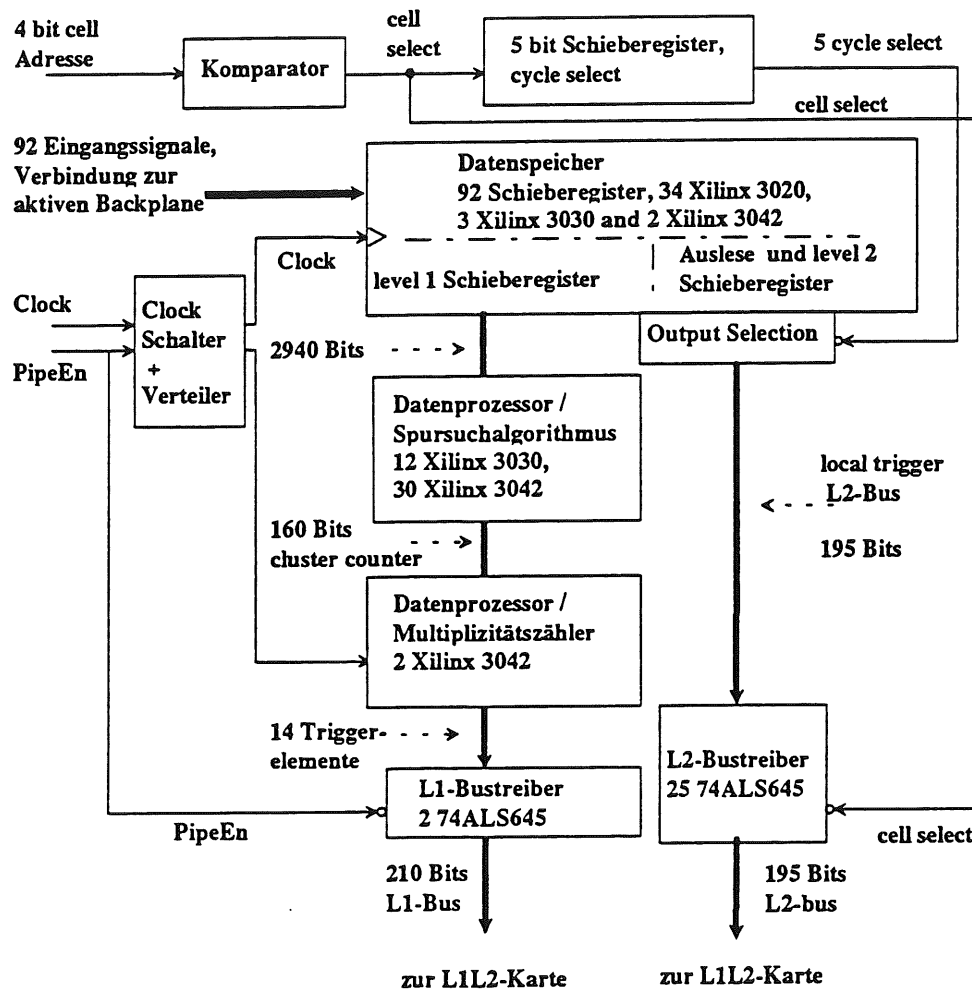 4 bit cell
Adresse
Komparator
cell
select
5 bit Schieberegister,
cycle select
5 cycle select
cell select
92 Eingangssignale,
Verbindung zur
aktiven Backplane
Datenspeicher
92 Schieberegister, 34 Xilinx 3020,
3 Xilinx 3030 and 2 Xilinx 3042
level 1 Schieberegister
Auslese und level 2
Schieberegister
Clock
Clock
PipeEn
Clock
Schalter
+
Verteiler
Output Selection
2940 Bits
Datenprozessor /
Spursuchalgorithmus
12 Xilinx 3030,
30 Xilinx 3042
local trigger
L2-Bus
195 Bits
160 Bits
cluster counter
Datenprozessor /
Multiplizitätszähler
2 Xilinx 3042
14 Trigger-
elemente
L1-Bustreiber
2 74ALS645
PipeEn
L2-Bustreiber
25 74ALS645
cell select
210 Bits
L1-Bus
195 Bits
L2-bus
zur L1L2-Karte
zur L1L2-Karte